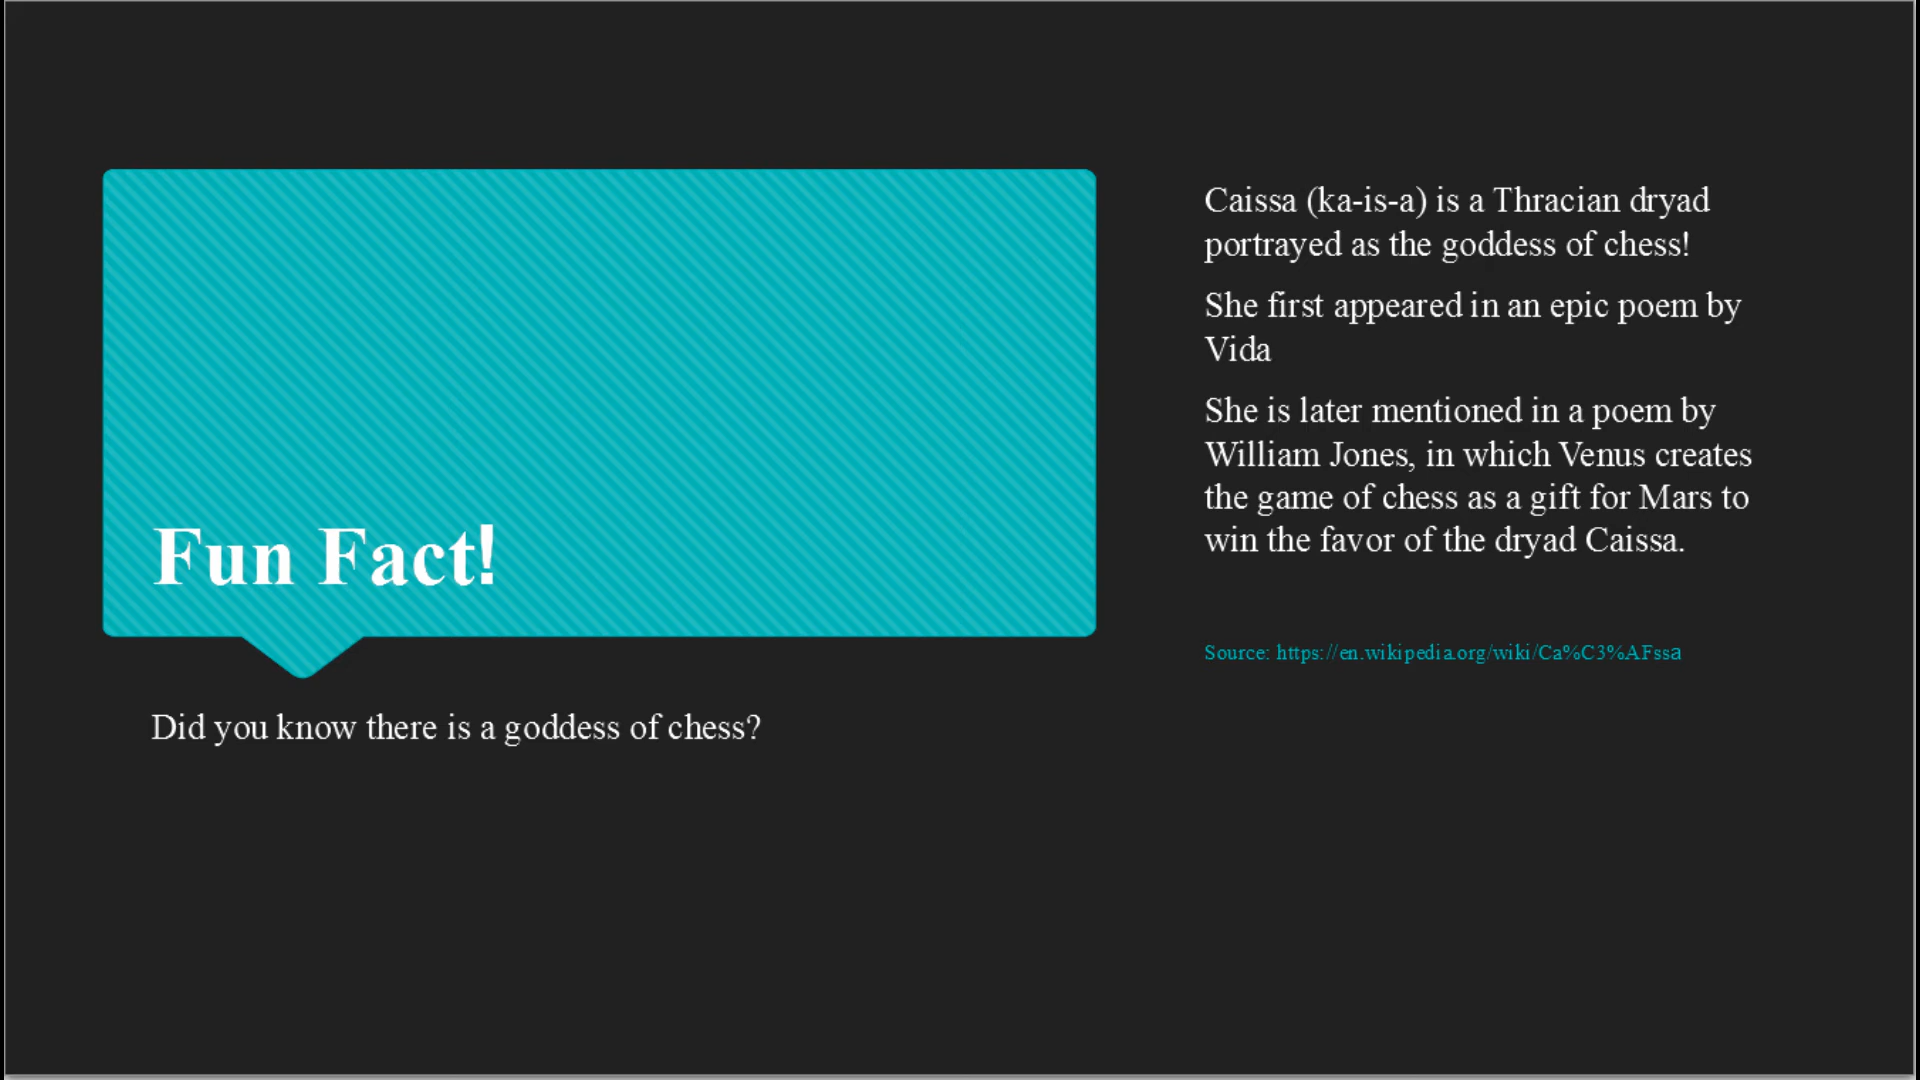 Fun Fact!
Did you know there is a goddess of chess?
Caissa (ka-is-a) is a Thracian dryad
portrayed as the goddess of chess!
She first appeared in an epic poem by
Vida
She is later mentioned in a poem by
William Jones, in which Venus creates
the game of chess as a gift for Mars to
win the favor of the dryad Caissa.
Source: https://en.wikipedia.org/wiki/Ca%C3%AFssa